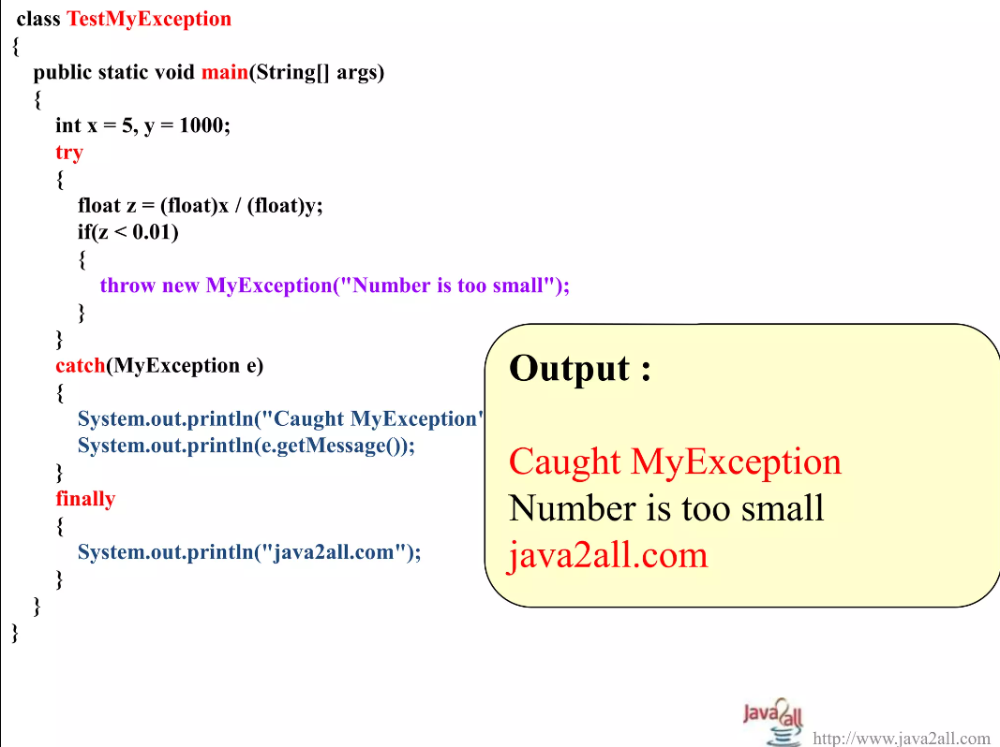 class TestMyException
{
public static void main(String[] args)
{
int x = 5, y = 1000;
try
{
float z = (float)x / (float)y;
if(z < 0.01)
{
throw new MyException("Number is too small");
}
}
catch(MyException e)
{
System.out.println("Caught MyException"
System.out.println(e.getMessage());
}
finally
{
System.out.println("java2all.com");
}
}
}
Output :
Caught MyException
Number is too small
java2all.com
Java2all
http://www.java2all.com